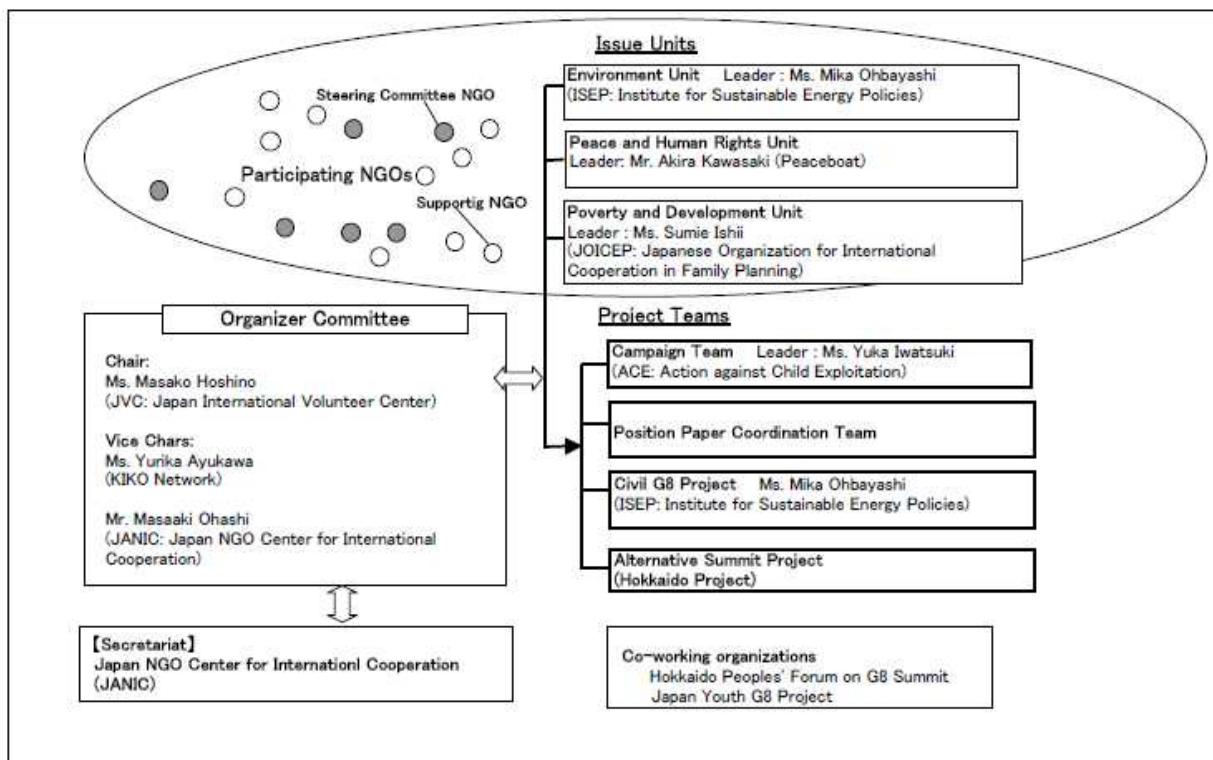 Issue Units
Environment Unit Leader : Ms. Mika Ohbayashi
(ISEP: Institute for Sustainable Energy Policies)
Steering Committee NGO
Peace and Human Rights Unit
Leader: Mr. Akira Kawasaki (Peaceboat)
Participating NGOs
Supportig NGO
Poverty and Development Unit
Leader : Ms. Sumie Ishii
(JOICEP: Japanese Organization for International
Cooperation in Family Planning)
Organizer Committee
Chair:
Ms. Masako Hoshino
(JVC: Japan International Volunteer Center)
Vice Chars:
Ms. Yurika Ayukawa
(KIKO Network)
Mr. Masaaki Ohashi
(JANIC: Japan NGO Center for International
Cooperation)
Project Teams
Campaign Team Leader : Ms. Yuka Iwatsuki
(ACE: Action against Child Exploitation)
Position Paper Coordination Team
Civil G8 Project Ms. Mika Ohbayashi
(ISEP: Institute for Sustainable Energy Policies)
Alternative Summit Project
(Hokkaido Project)
【Secretariat】
Japan NGO Center for Internationl Cooperation
(JANIC)
Co-working organizations
Hokkaido Peoples' Forum on G8 Summit
Japan Youth G8 Project